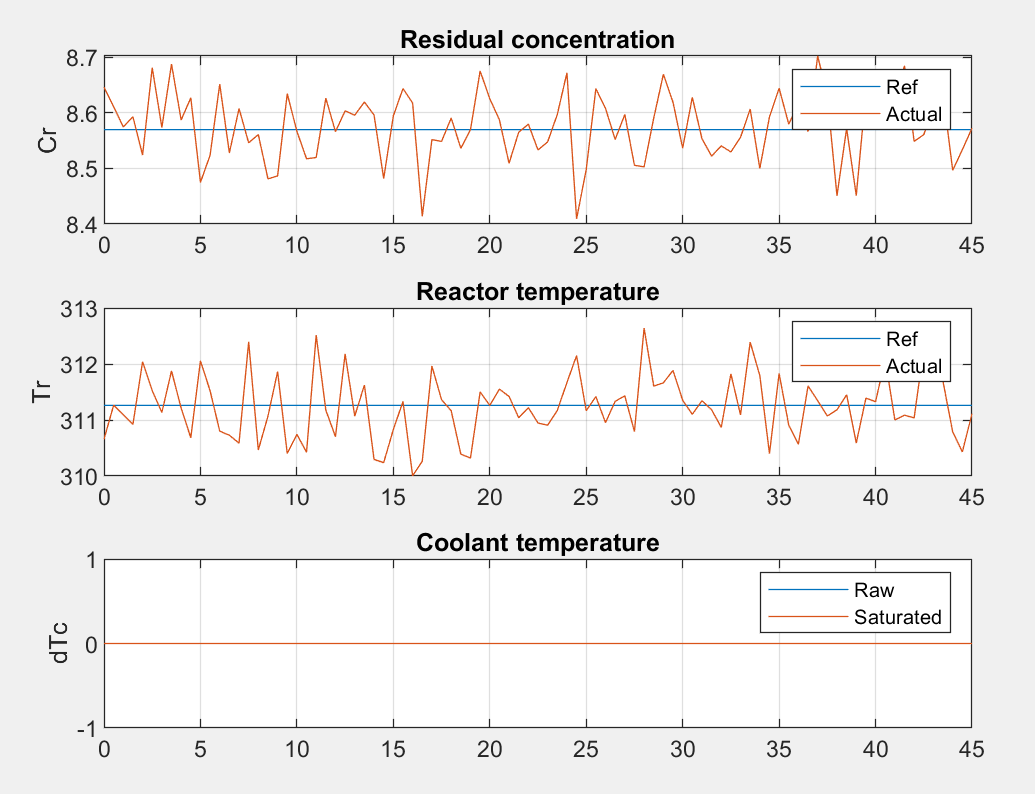 Residual concentration
8.7
8.6
8.5
8.4
Cr
Ref
Actual
0 5 10 15 20 25 30 35 40 45
Reactor temperature
313
312
311
310
Tr
Ref
Actual
0 5 10 15 20 25 30 35 40 45
Coolant temperature
1
0
-1
dTc
Raw
Saturated
0 5 10 15 20 25 30 35 40 45